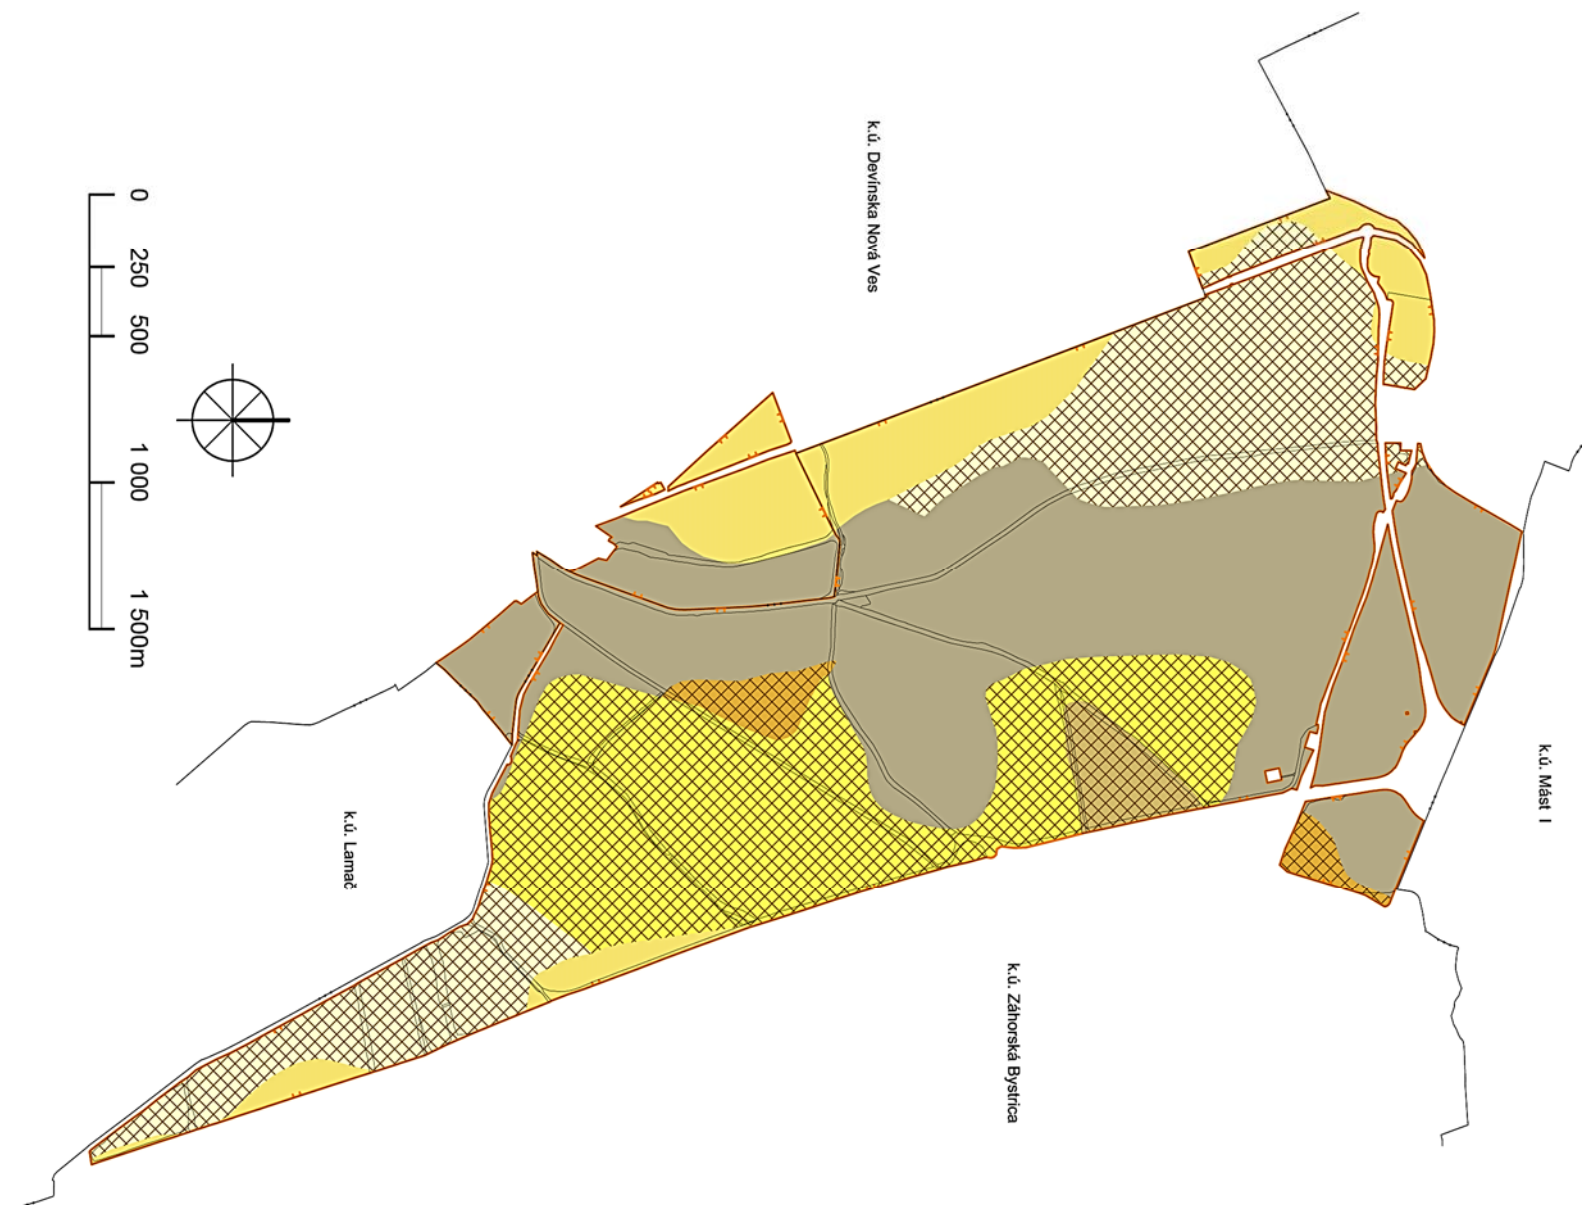 k.ú. Devínska Nová Ves
0
250
500
1 000
1 500m
k.ú. Mást I
k.ú. Lamač
k.ú. Záhorská Bystrica